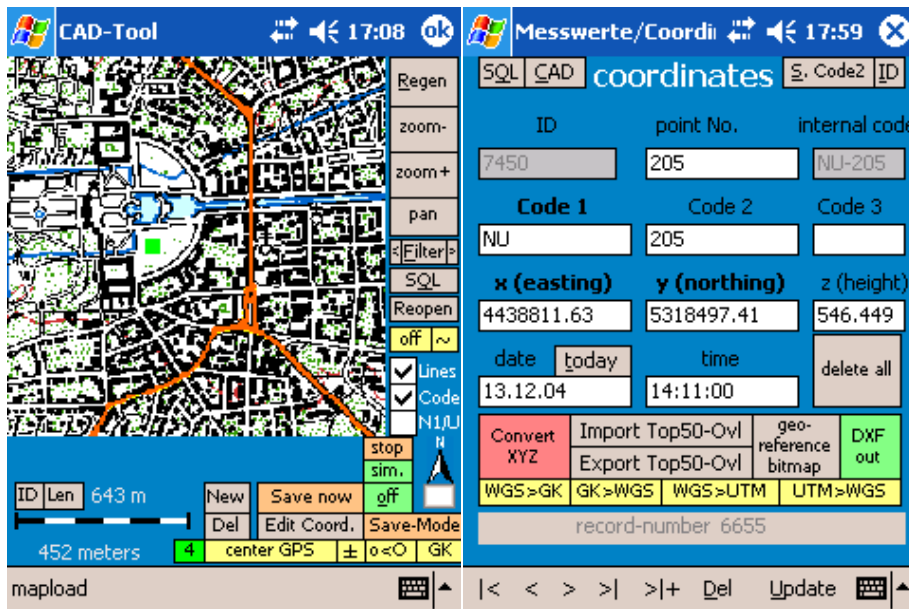 CAD-Tool 17:08 ok
Regen
zoom-
zoom+
pan
<Filter>
SQL
Reopen
off ~
Lines
Code
N1/U
N
stop
sim.
ID Len 643 m New Save now off
Del Edit Coord. Save-Mode
452 meters 4 center GPS ± o<O GK
mapload
Messwerte/Coordi 17:59
SQL CAD coordinates S. Code2 ID
ID point No. internal code
7450 205 NU-205
Code 1 Code 2 Code 3
NU 205
x (easting) y (northing) z (height)
4438811.63 5318497.41 546.449
date today time delete all
13.12.04 14:11:00
Convert XYZ Import Top50-Ovl geo-reference bitmap DXF out
Export Top50-Ovl
WGS>GK GK>WGS WGS>UTM UTM>WGS
record-number 6655
|< < > >| >|+ Del Update